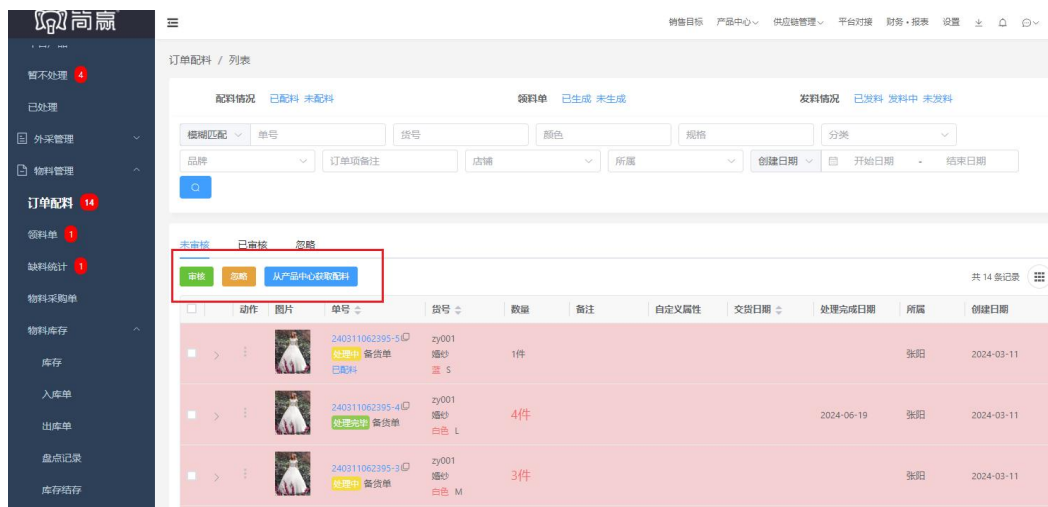 简赢
销售目标 产品中心 供应链管理 平台对接 财务•报表 设置
暂不处理 4
已处理
外采管理
物料管理
订单配料 14
领料单 1
缺料统计 1
物料采购单
物料库存
库存
入库单
出库单
盘点记录
库存结存
订单配料 / 列表
配料情况 已配料 未配料 领料单 已生成 未生成 发料情况 已发料 发料中 未发料
模糊匹配 单号 货号 颜色 规格 分类
品牌 订单项备注 店铺 所属 创建日期 开始日期 - 结束日期
未审核 已审核 忽略
审核 忽略 从产品中心获取配料 共 14 条记录
动作 图片 单号 货号 数量 备注 自定义属性 交货日期 处理完成日期 所属 创建日期
240311062395-5 zy001
处理中 备货单 婚纱 1件 张阳 2024-03-11
已配料 蓝 S
240311062395-4 zy001
处理完毕 备货单 婚纱 4件 2024-06-19 张阳 2024-03-11
白色 L
240311062395-3 zy001
处理中 备货单 婚纱 3件 张阳 2024-03-11
白色 M